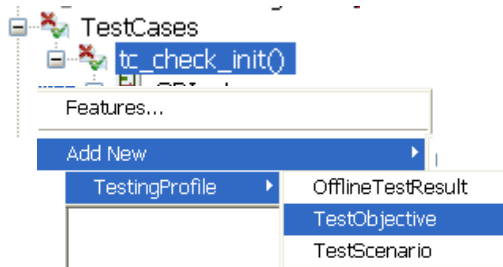 TestCases
tc_check_init()
Features...
Add New
TestingProfile
OfflineTestResult
TestObjective
TestScenario